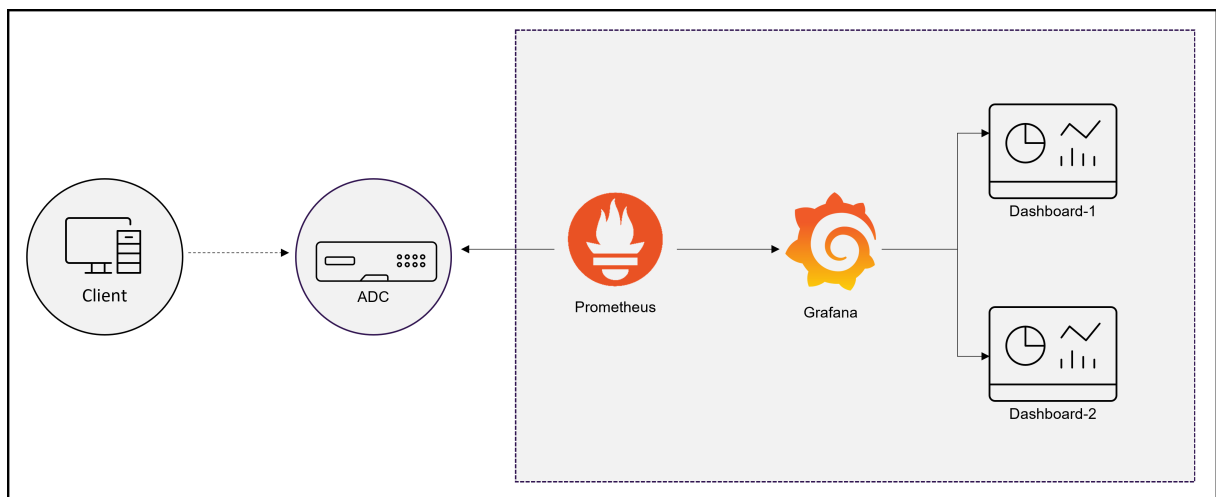 Client
ADC
Prometheus
Grafana
Dashboard-1
Dashboard-2